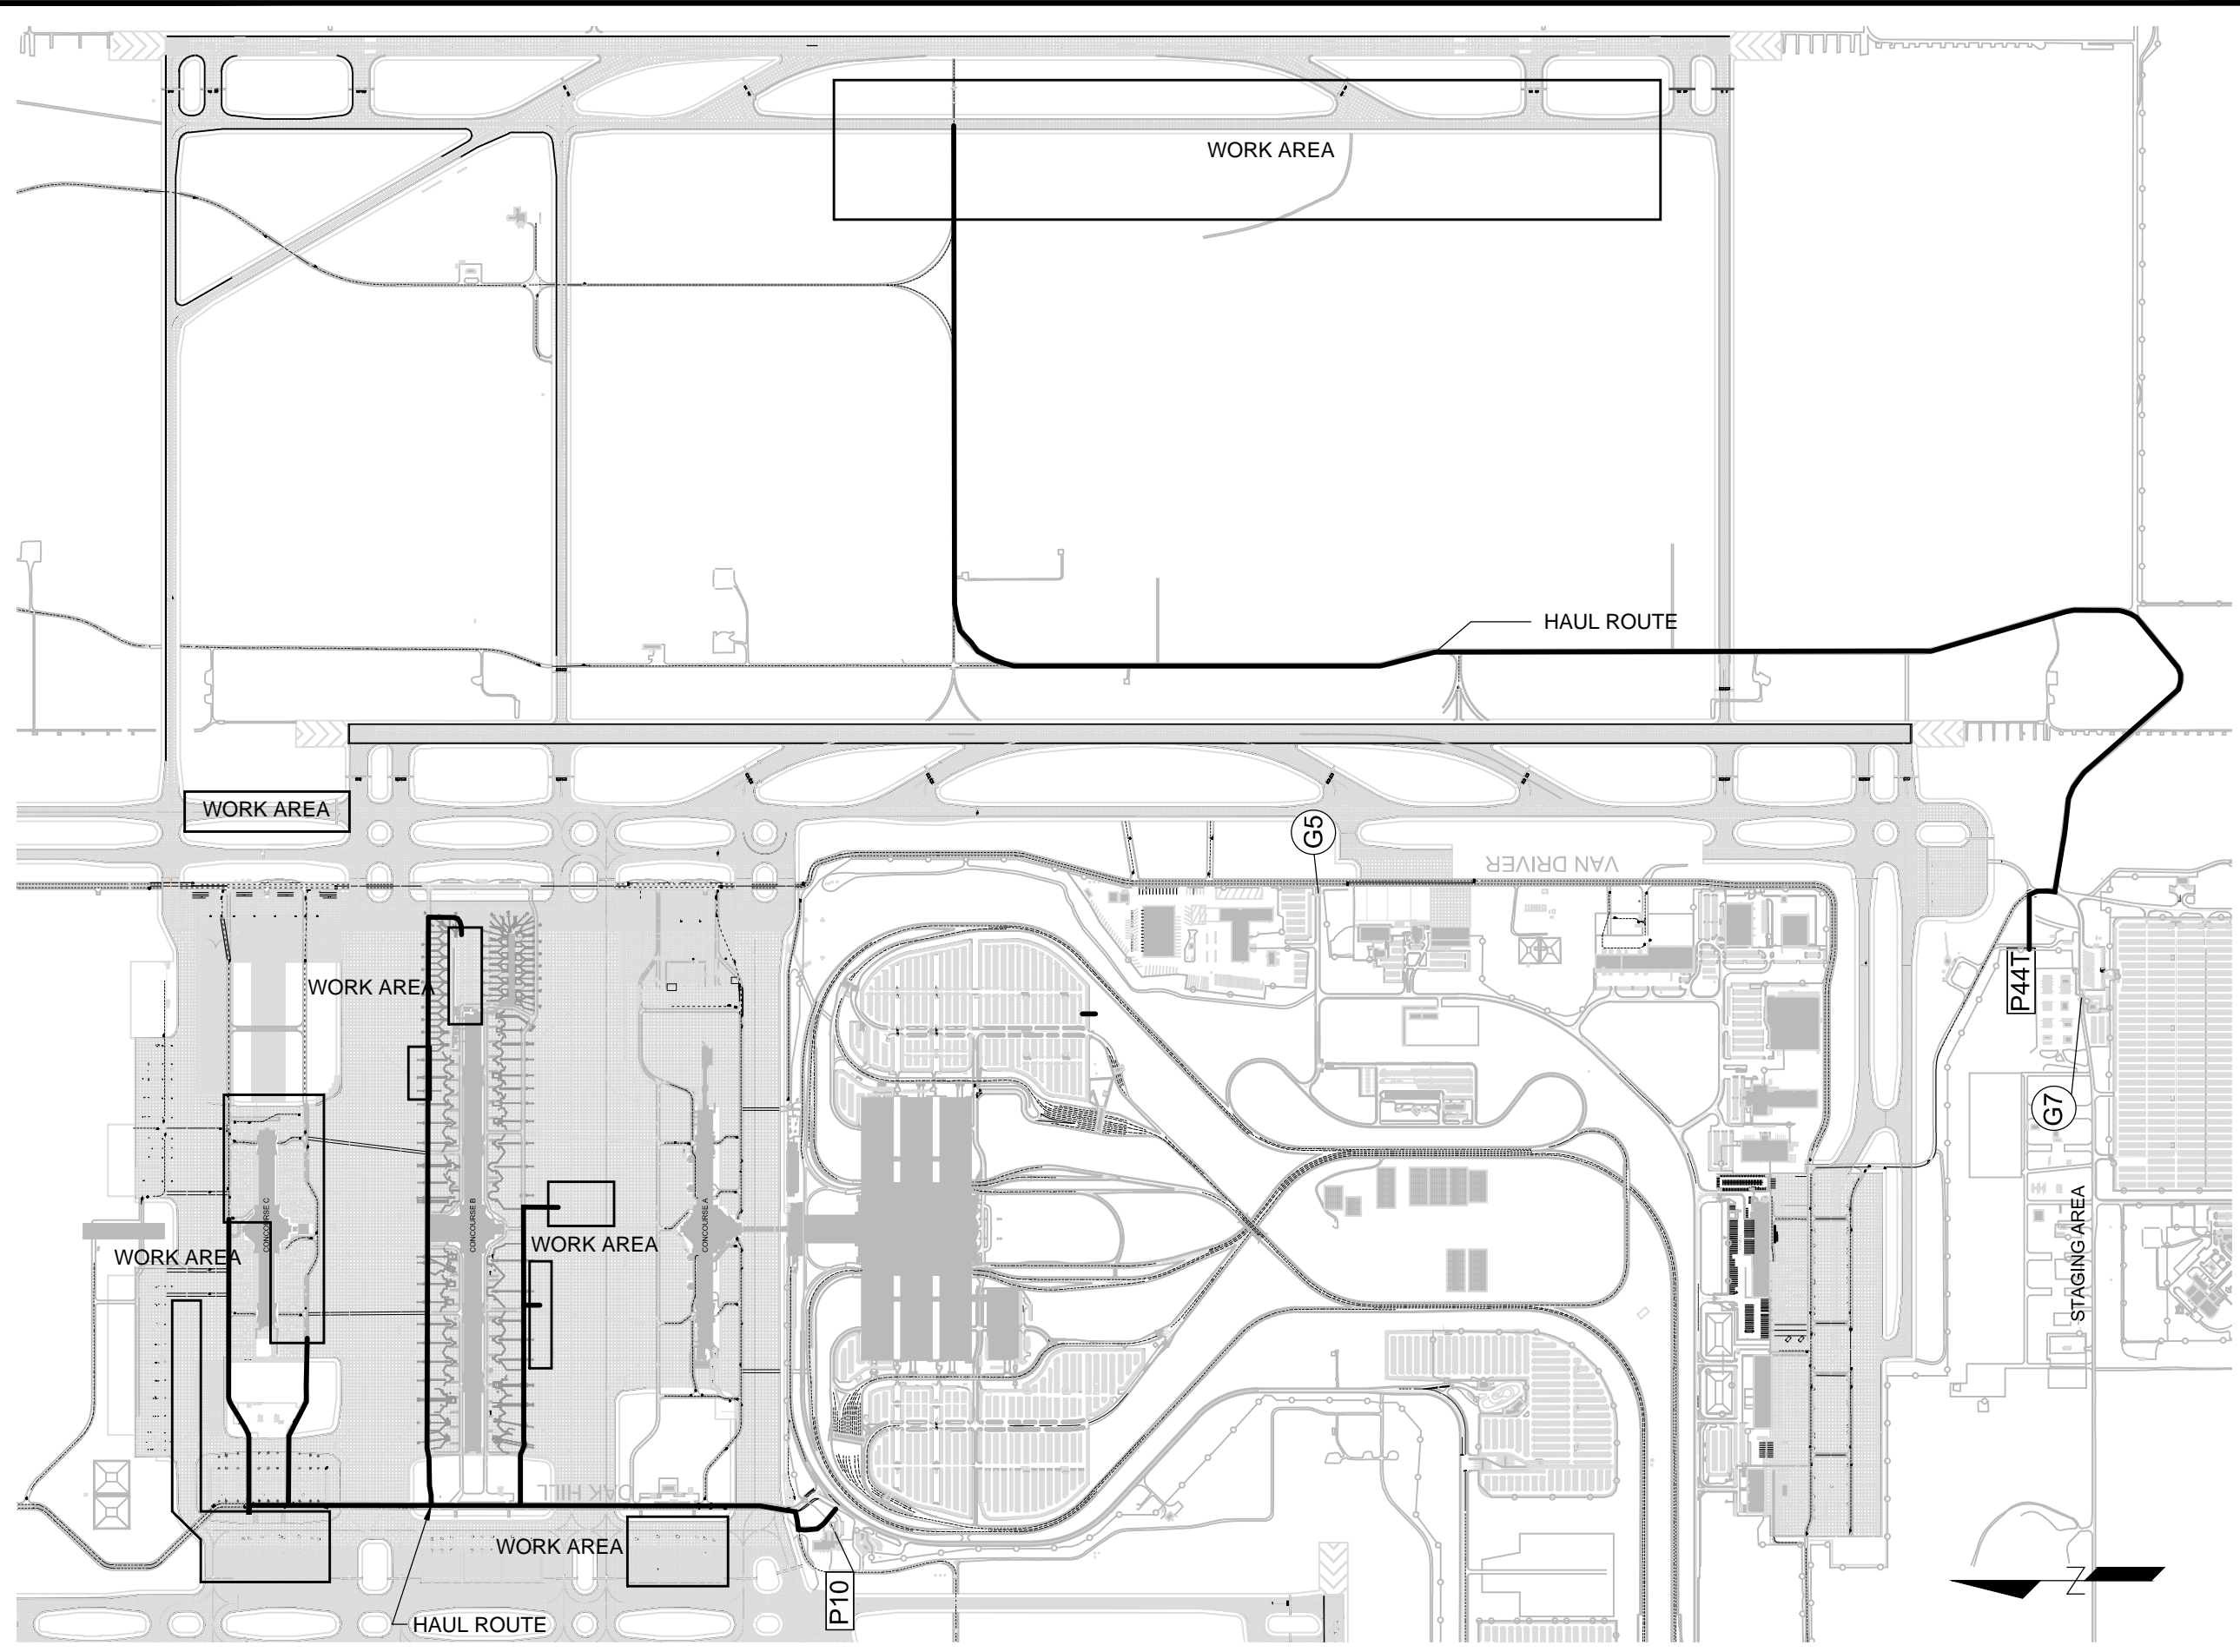 WORK AREA
HAUL ROUTE
WORK AREA
G5
VAN DRIVER
WORK AREA
P44T
G7
CONCOURSE C
CONCOURSE B
CONCOURSE A
WORK AREA
WORK AREA
STAGING AREA
OAK HILL
WORK AREA
P10
HAUL ROUTE
Z